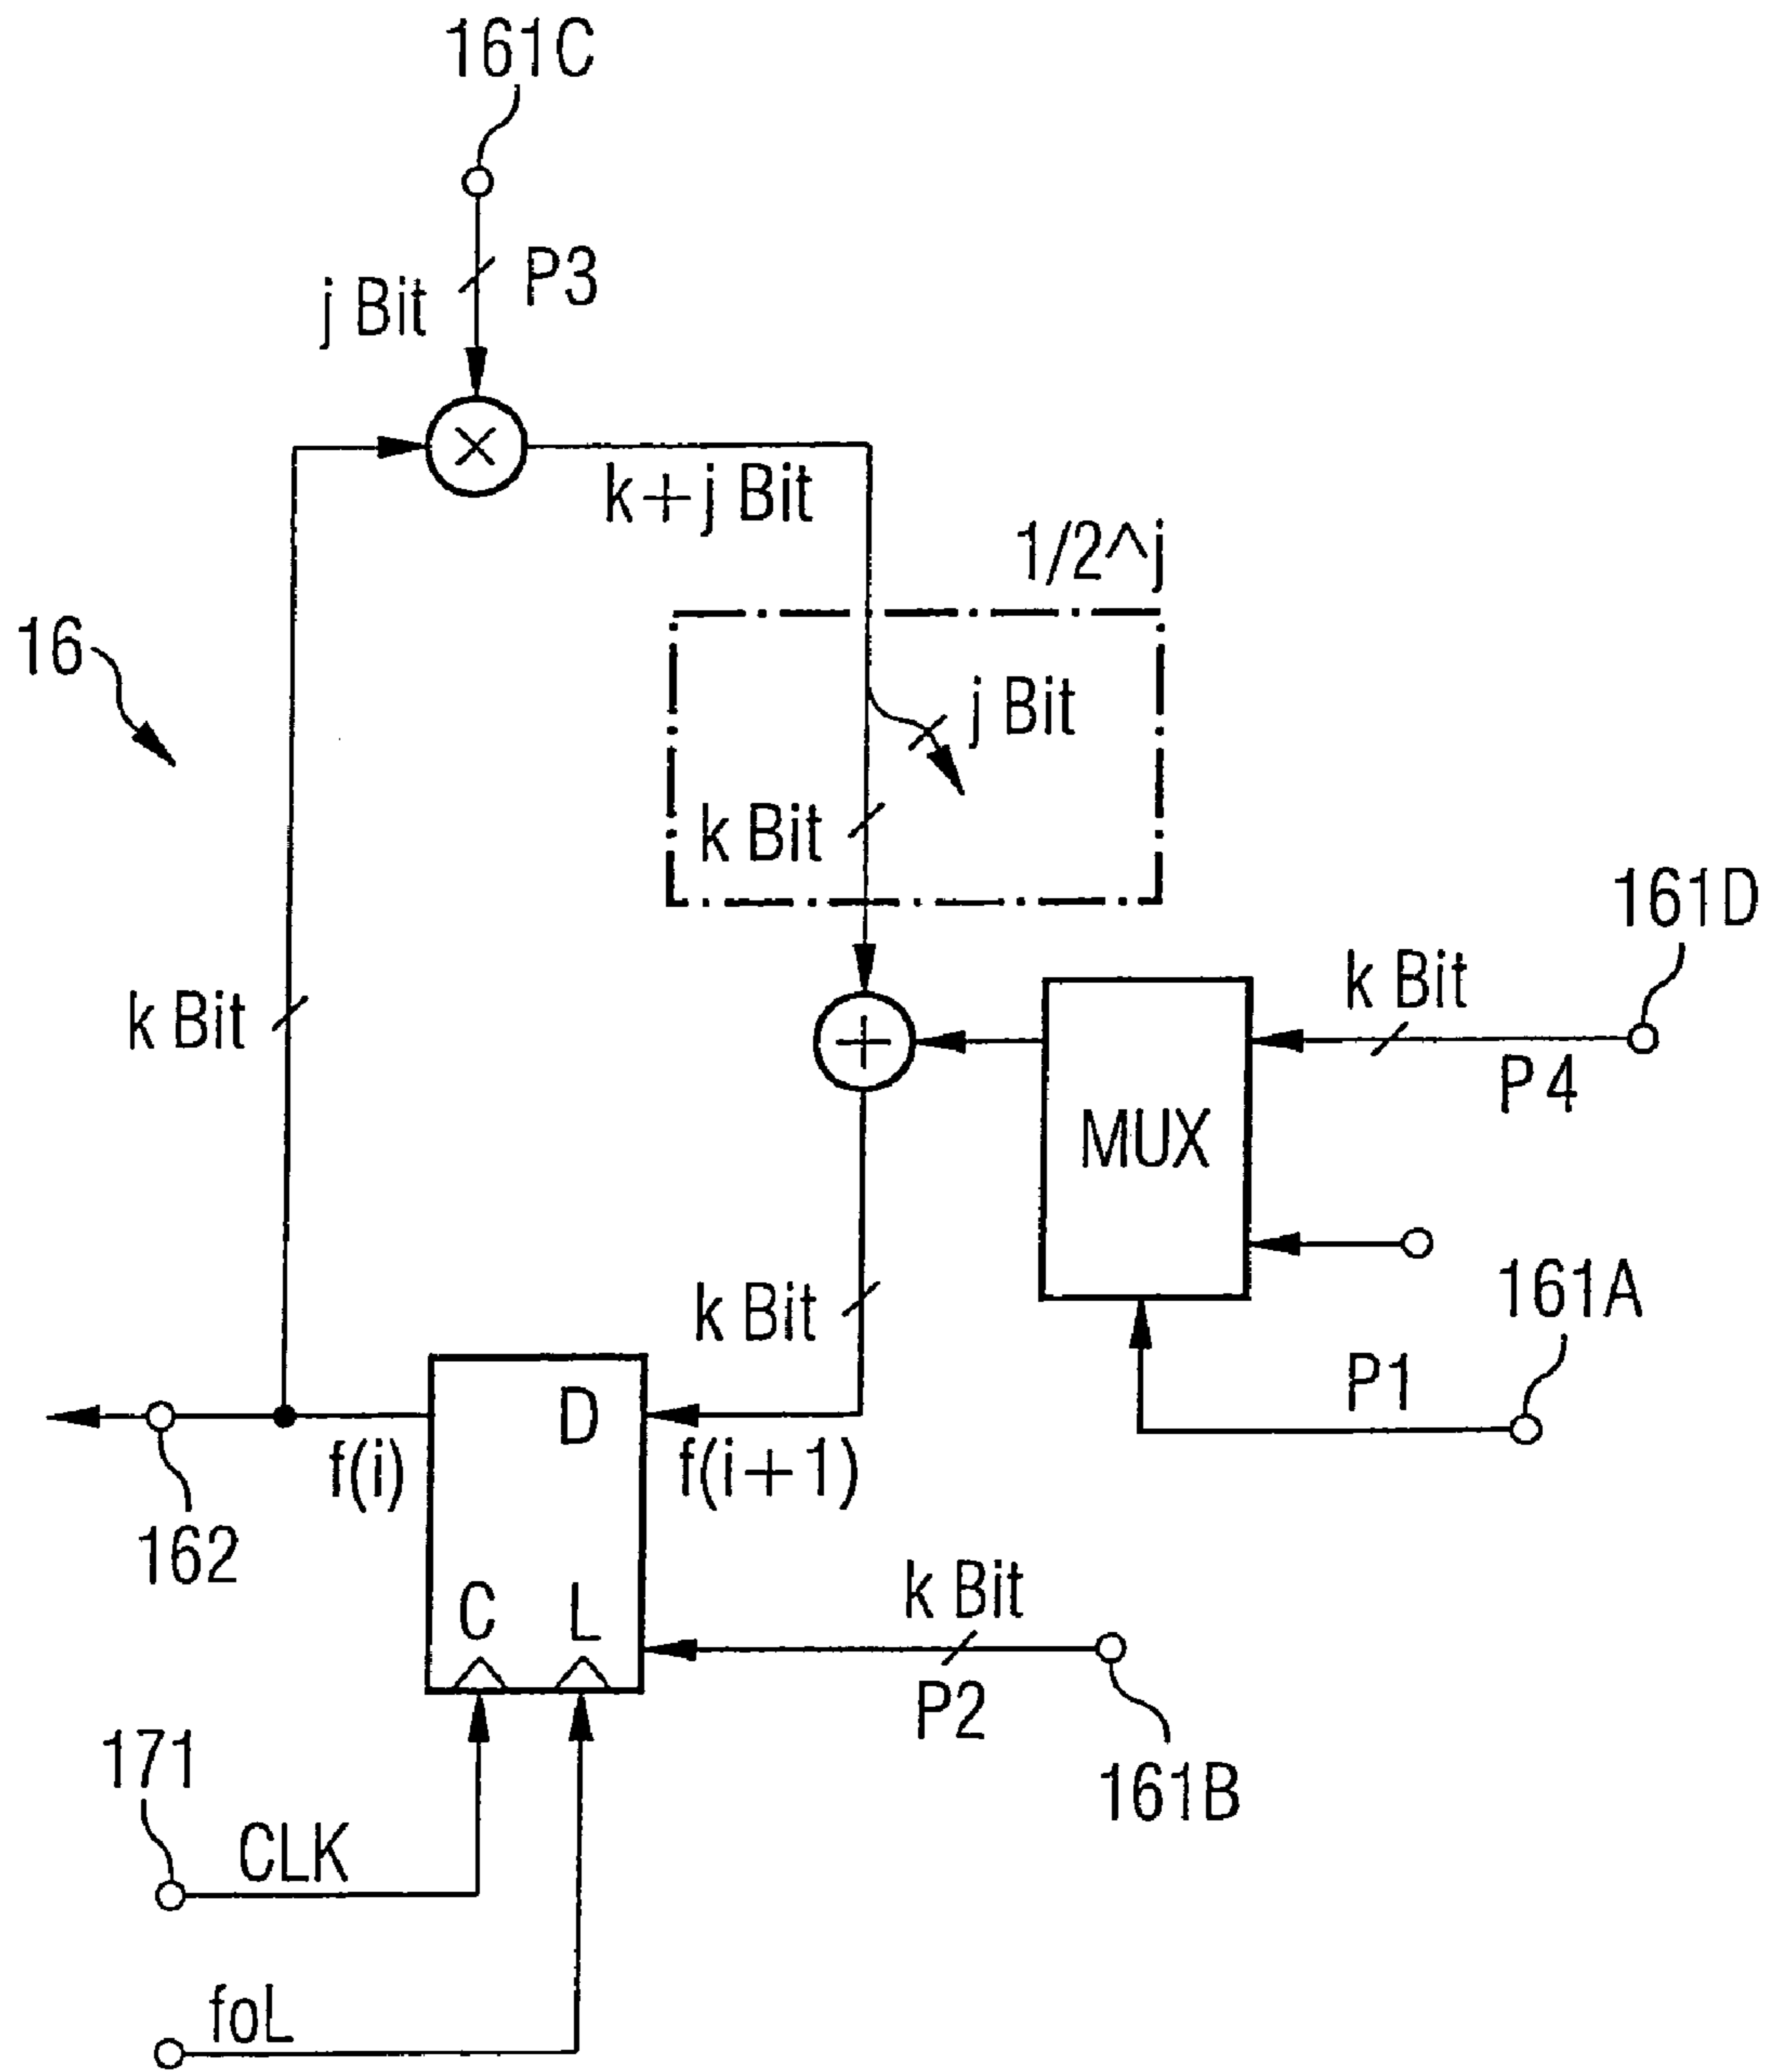 161C
P3
j Bit
×
k+j Bit
1/2^j
16
j Bit
k Bit
161D
k Bit
k Bit
P4
+
MUX
161A
k Bit
P1
D
f(i)
f(i+1)
162
k Bit
C L
P2
171
161B
CLK
foL